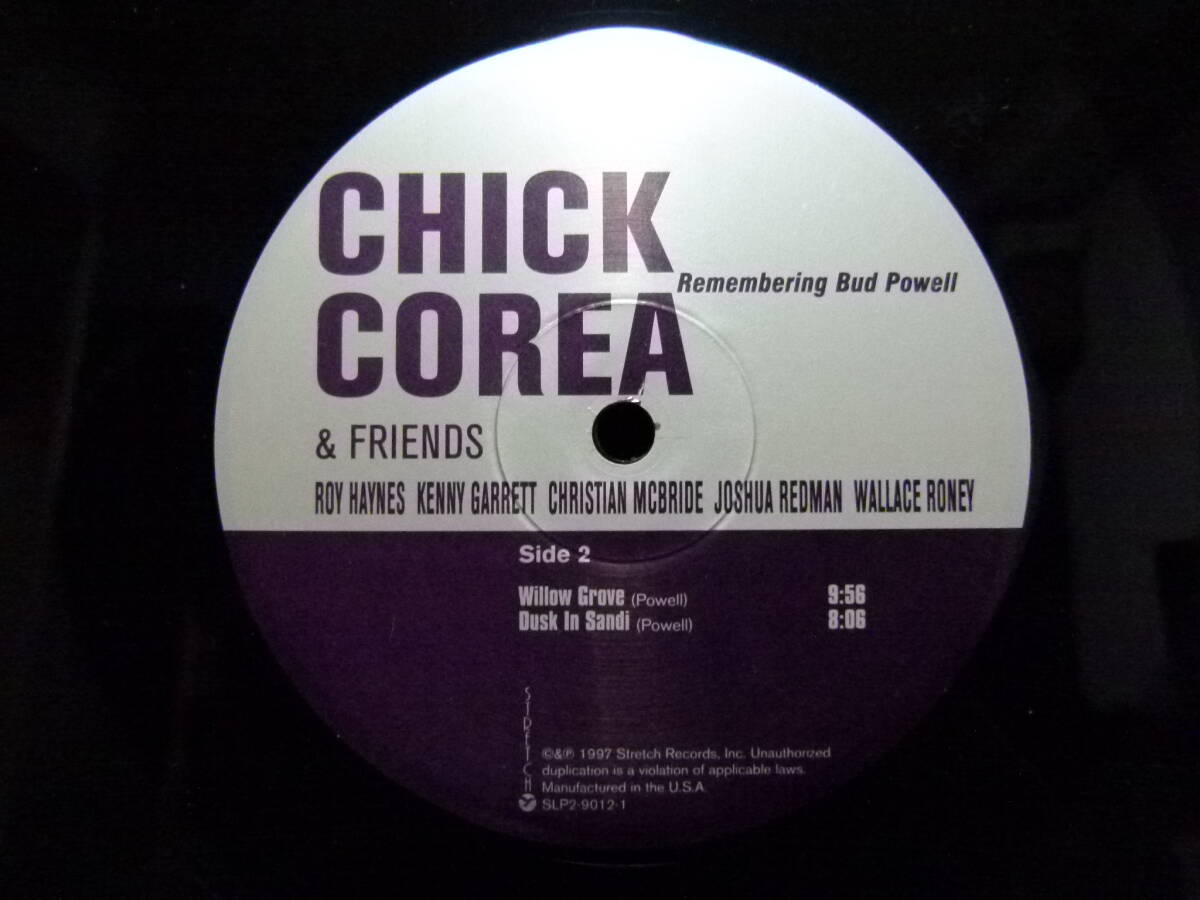 CHICK
COREA
Remembering Bud Powell
& FRIENDS
ROY HAYNES KENNY GARRETT CHRISTIAN MCBRIDE JOSHUA REDMAN WALLACE RONEY
Side 2
Willow Grove (Powell) 9:56
Dusk In Sandi (Powell) 8:06
STRETCH
©&℗ 1997 Stretch Records, Inc. Unauthorized
duplication is a violation of applicable laws.
Manufactured in the U.S.A.
SLP2-9012-1